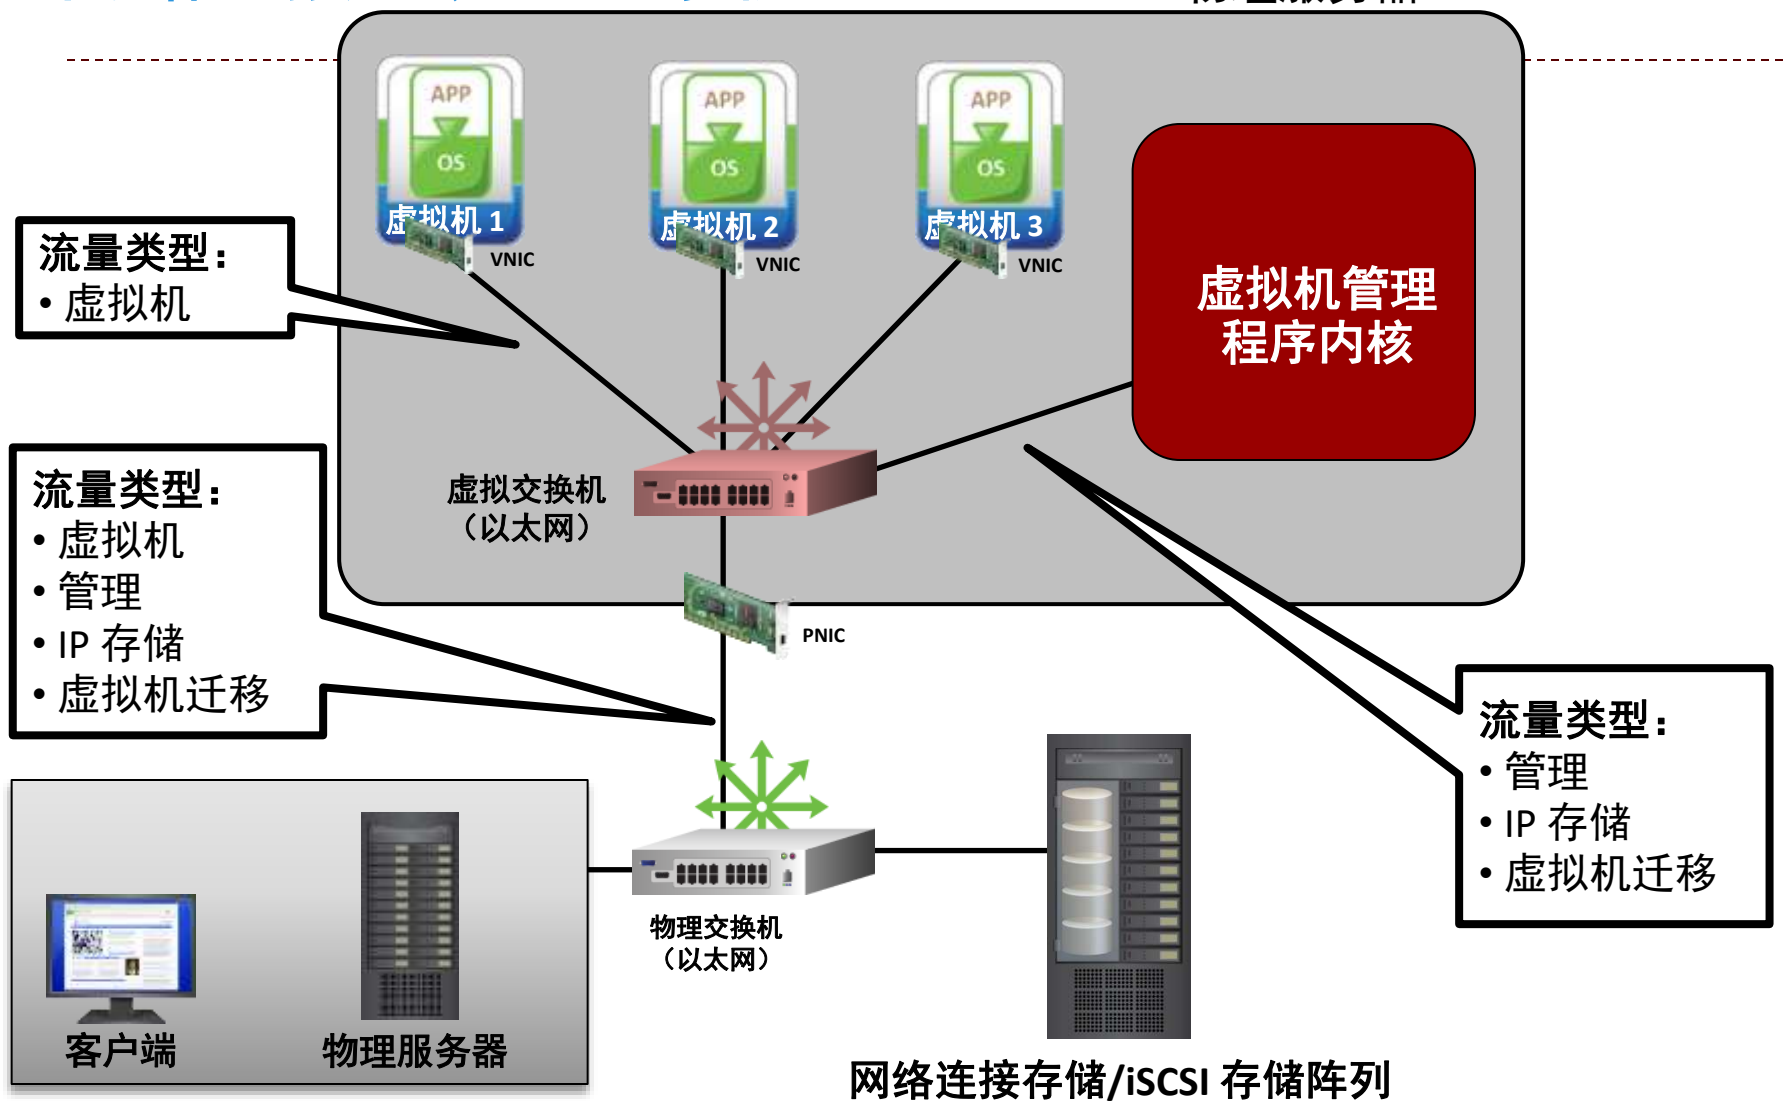 APP
OS
虚拟机 1
VNIC
APP
OS
虚拟机 2
VNIC
APP
OS
虚拟机 3
VNIC
虚拟机管理
程序内核
流量类型：
• 虚拟机
虚拟交换机
（以太网）
流量类型：
• 虚拟机
• 管理
• IP 存储
• 虚拟机迁移
PNIC
流量类型：
• 管理
• IP 存储
• 虚拟机迁移
物理交换机
（以太网）
客户端
物理服务器
网络连接存储/iSCSI 存储阵列